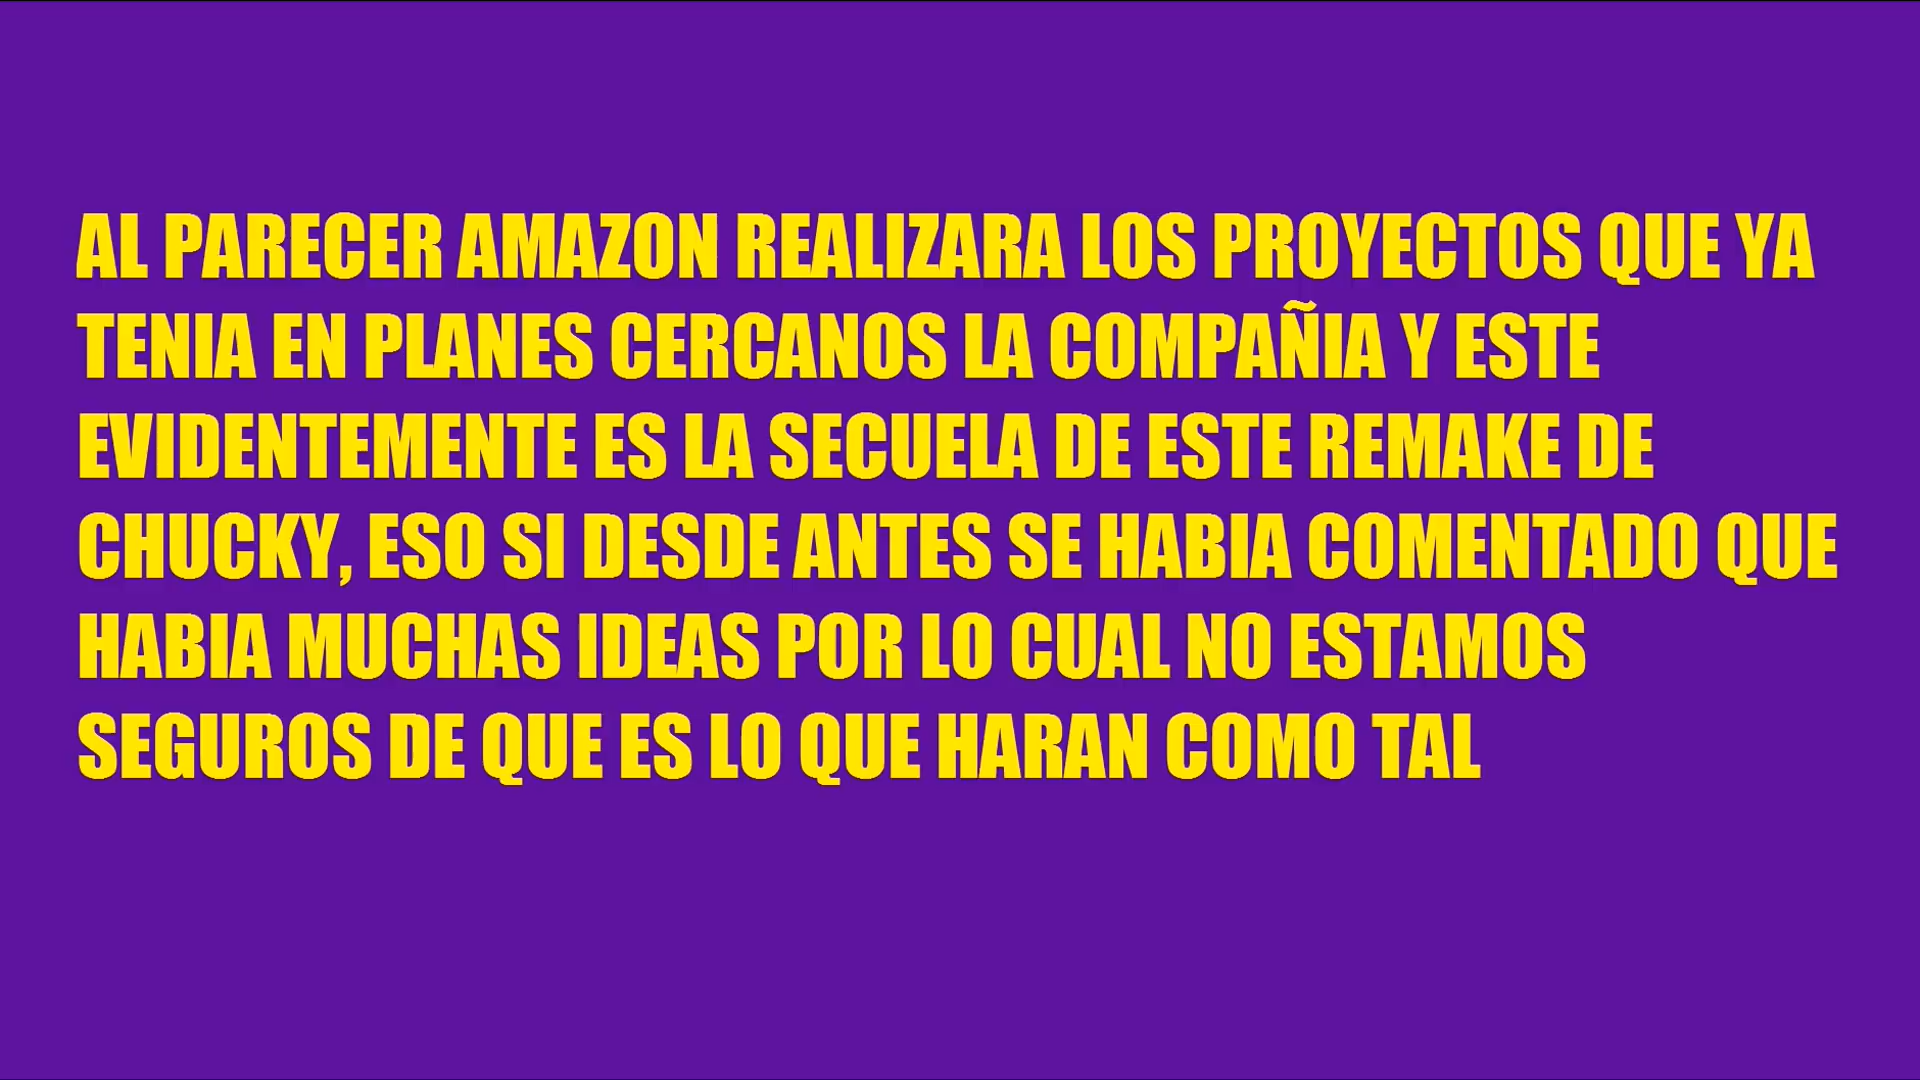 AL PARECER AMAZON REALIZARA LOS PROYECTOS QUE YA
TENIA EN PLANES CERCANOS LA COMPAÑIA Y ESTE
EVIDENTEMENTE ES LA SECUELA DE ESTE REMAKE DE
CHUCKY, ESO SI DESDE ANTES SE HABIA COMENTADO QUE
HABIA MUCHAS IDEAS POR LO CUAL NO ESTAMOS
SEGUROS DE QUE ES LO QUE HARAN COMO TAL